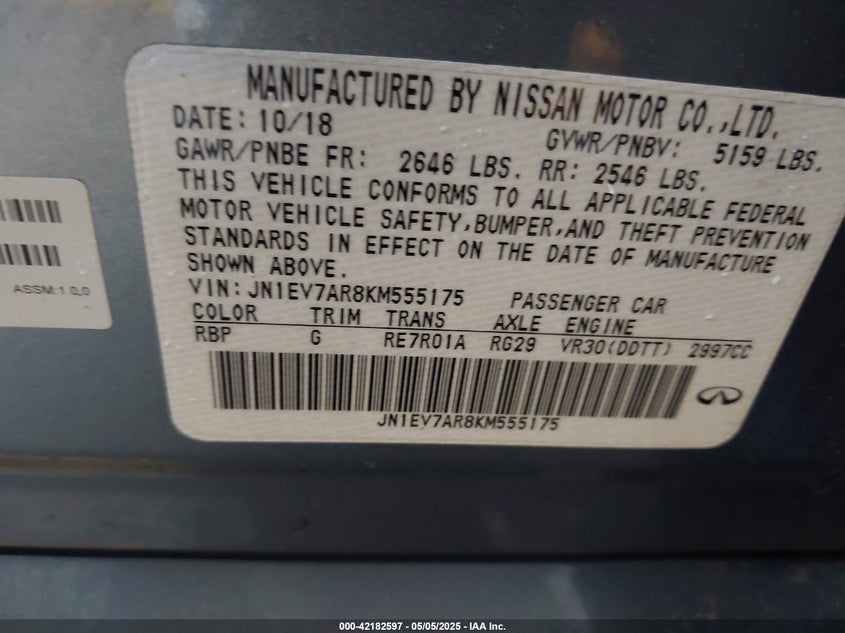 MANUFACTURED BY NISSAN MOTOR CO.,LTD.
DATE: 10/18 GVWR/PNBV: 5159 LBS.
GAWR/PNBE FR: 2646 LBS. RR: 2546 LBS.
THIS VEHICLE CONFORMS TO ALL APPLICABLE FEDERAL
MOTOR VEHICLE SAFETY,BUMPER,AND THEFT PREVENTION
STANDARDS IN EFFECT ON THE DATE OF MANUFACTURE
SHOWN ABOVE.
VIN: JN1EV7AR8KM555175 PASSENGER CAR
COLOR TRIM TRANS AXLE ENGINE
RBP G RE7R01A RG29 VR30(DDTT) 2997CC
JN1EV7AR8KM555175
ASSM:1.0.0
000-42182597 - 05/05/2025 - IAA Inc.